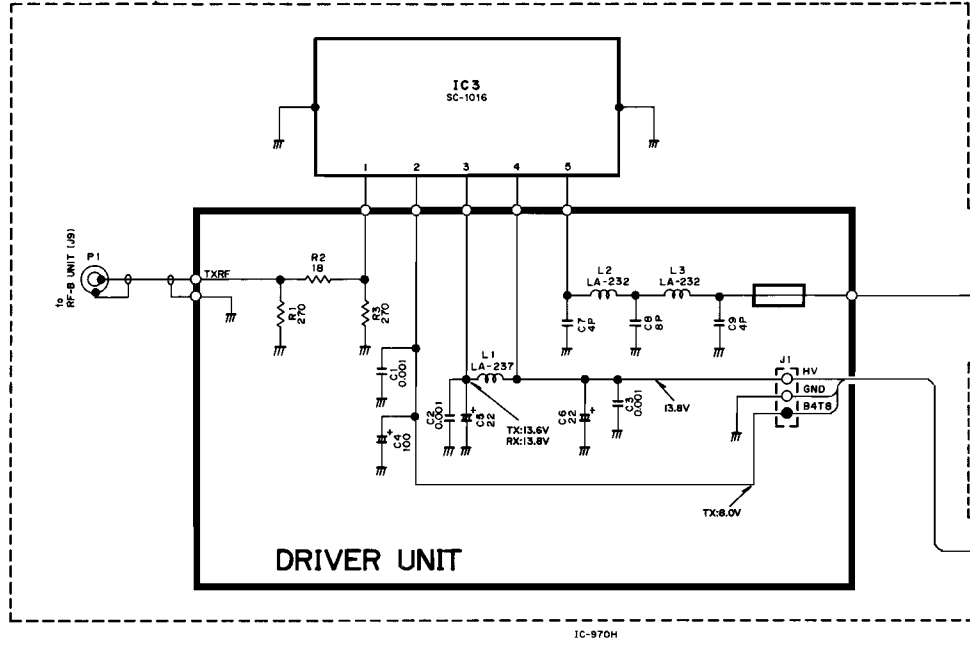 IC3
SC-1016
1 2 3 4 5
to
RF-B UNIT (J9)
P1
TXRF
R2
18
R1
270
R3
270
L2
LA-232
L3
LA-232
C7
4P
C8
8P
C9
4P
C1
0.001
L1
LA-237
C2
0.001
C5
22
+
TX:13.6V
RX:13.8V
C6
22
+
C3
0.001
13.8V
J1
HV
GND
B4T8
C4
100
+
TX:8.0V
DRIVER UNIT
IC-970H